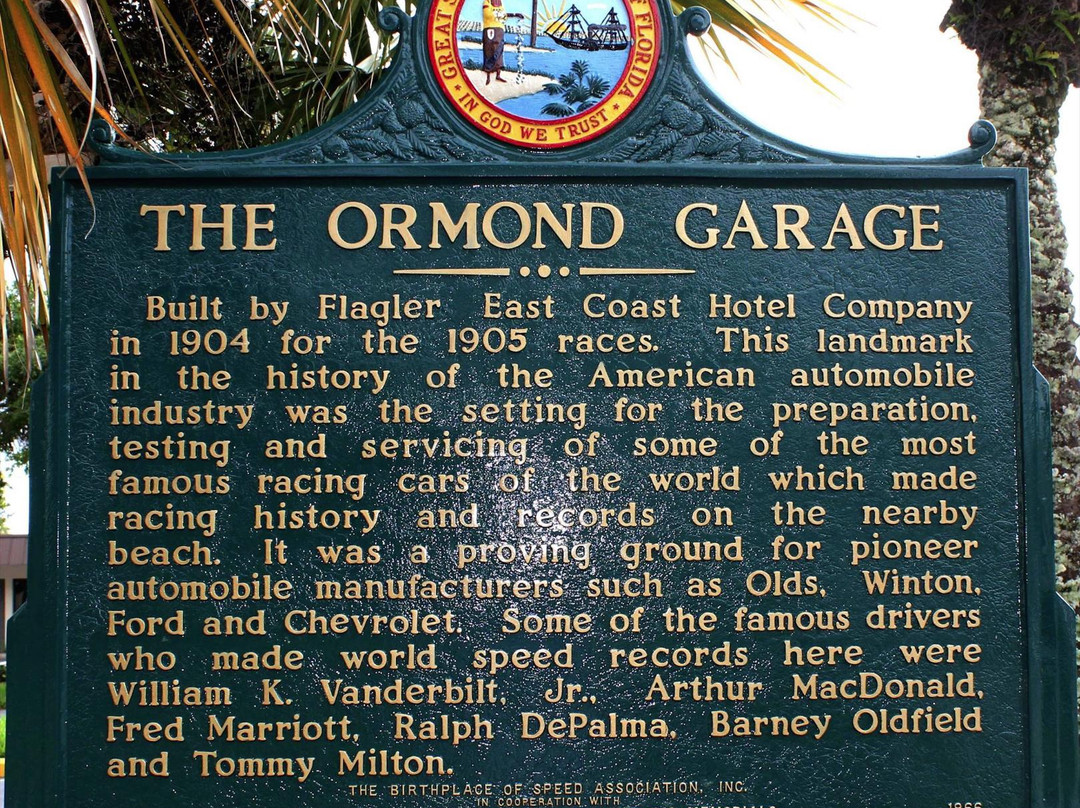 GREAT S OF FLORIDA
IN GOD WE TRUST
THE ORMOND GARAGE
Built by Flagler East Coast Hotel Company
in 1904 for the 1905 races. This landmark
in the history of the American automobile
industry was the setting for the preparation,
testing and servicing of some of the most
famous racing cars of the world which made
racing history and records on the nearby
beach. It was a proving ground for pioneer
automobile manufacturers such as Olds, Winton,
Ford and Chevrolet. Some of the famous drivers
who made world speed records here were
William K. Vanderbilt, Jr., Arthur MacDonald,
Fred Marriott, Ralph DePalma, Barney Oldfield
and Tommy Milton.
THE BIRTHPLACE OF SPEED ASSOCIATION, INC.
IN COOPERATION WITH